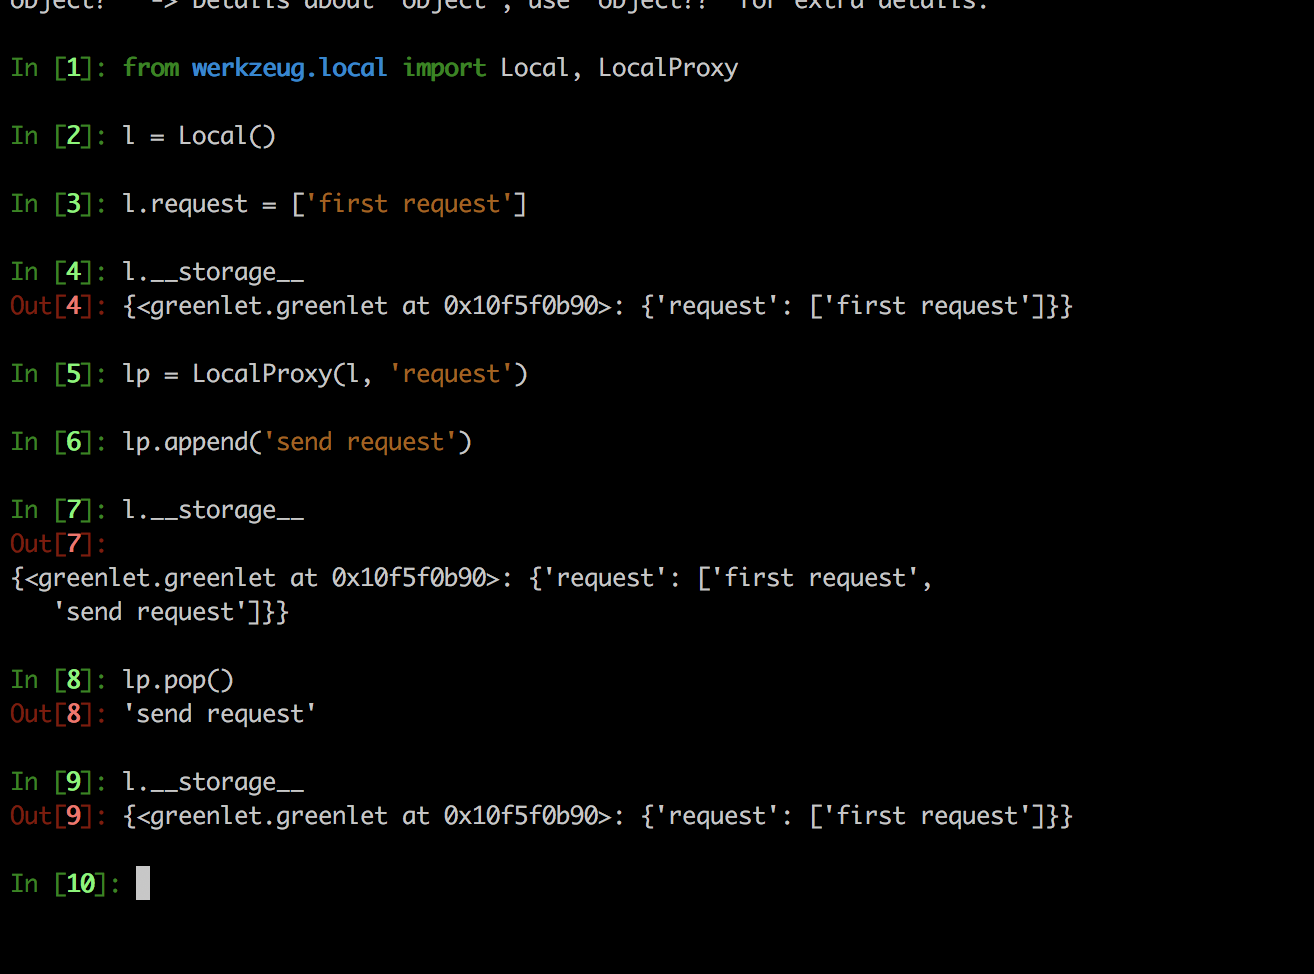 object?   -> Details about 'object', use 'object??' for extra details.
In [1]: from werkzeug.local import Local, LocalProxy
In [2]: l = Local()
In [3]: l.request = ['first request']
In [4]: l.__storage__
Out[4]: {<greenlet.greenlet at 0x10f5f0b90>: {'request': ['first request']}}
In [5]: lp = LocalProxy(l, 'request')
In [6]: lp.append('send request')
In [7]: l.__storage__
Out[7]:
{<greenlet.greenlet at 0x10f5f0b90>: {'request': ['first request',
   'send request']}}
In [8]: lp.pop()
Out[8]: 'send request'
In [9]: l.__storage__
Out[9]: {<greenlet.greenlet at 0x10f5f0b90>: {'request': ['first request']}}
In [10]: